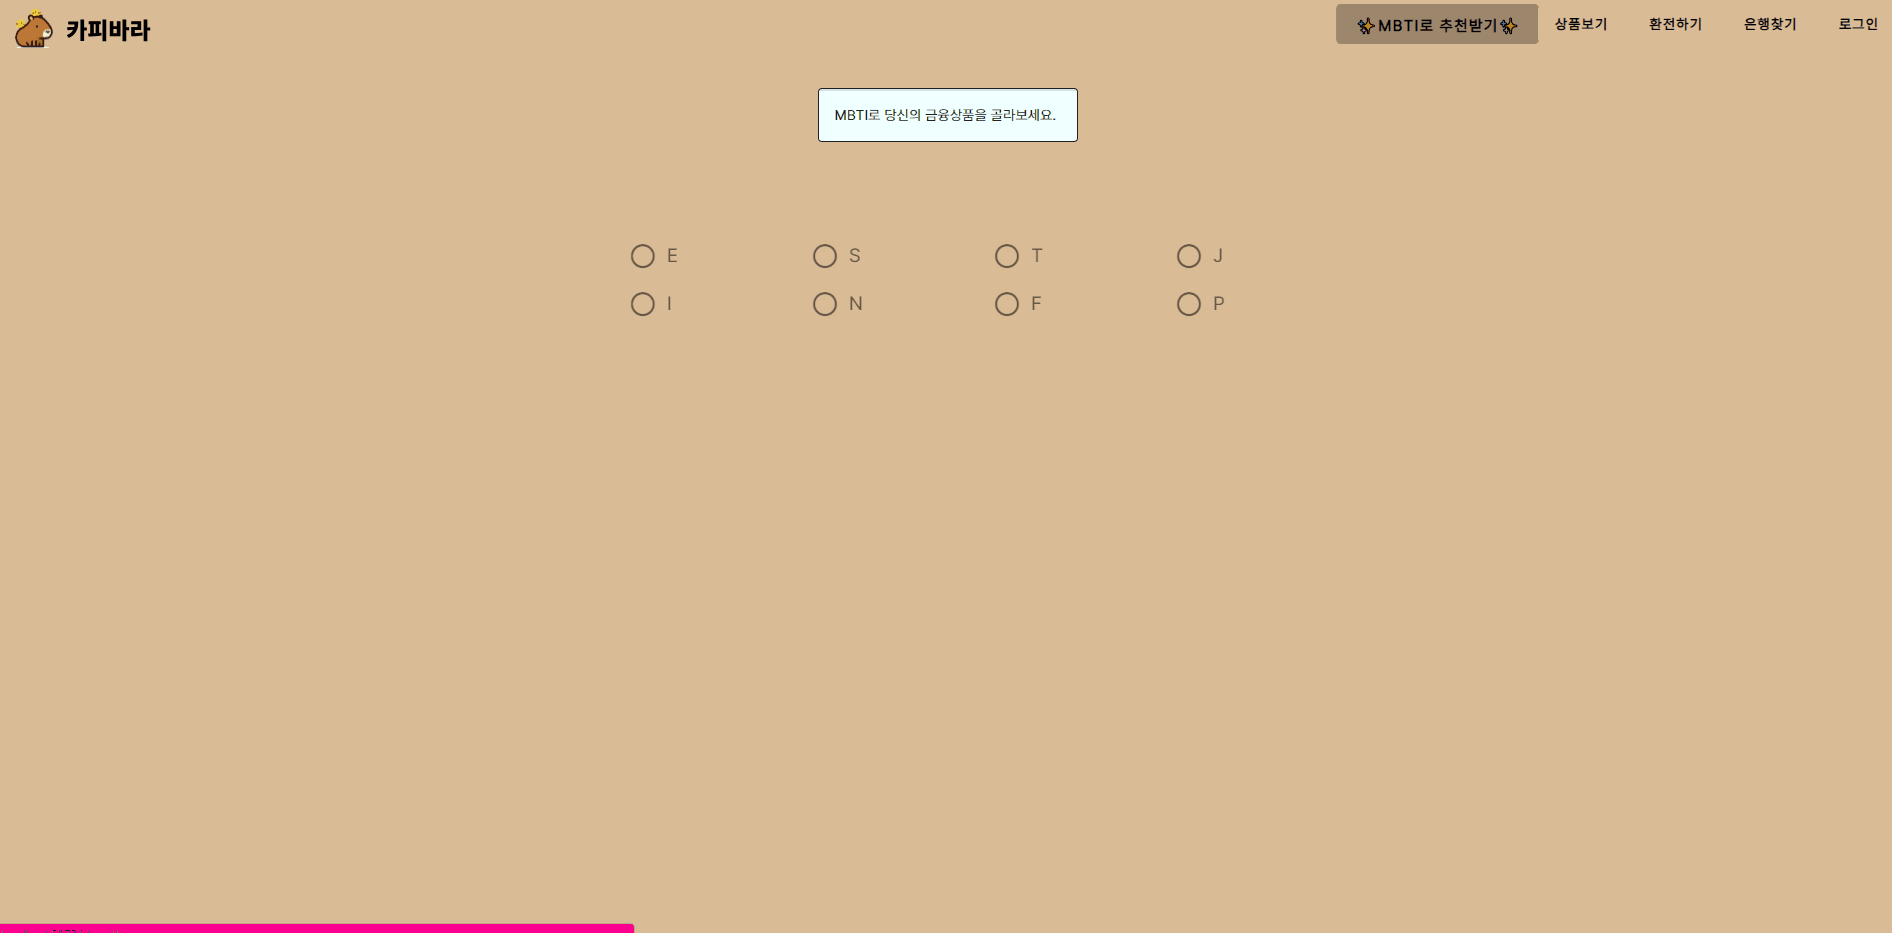 카피바라
✨MBTI로 추천받기✨ 상품보기 환전하기 은행찾기 로그인
MBTI로 당신의 금융상품을 골라보세요.
E S T J
I N F P